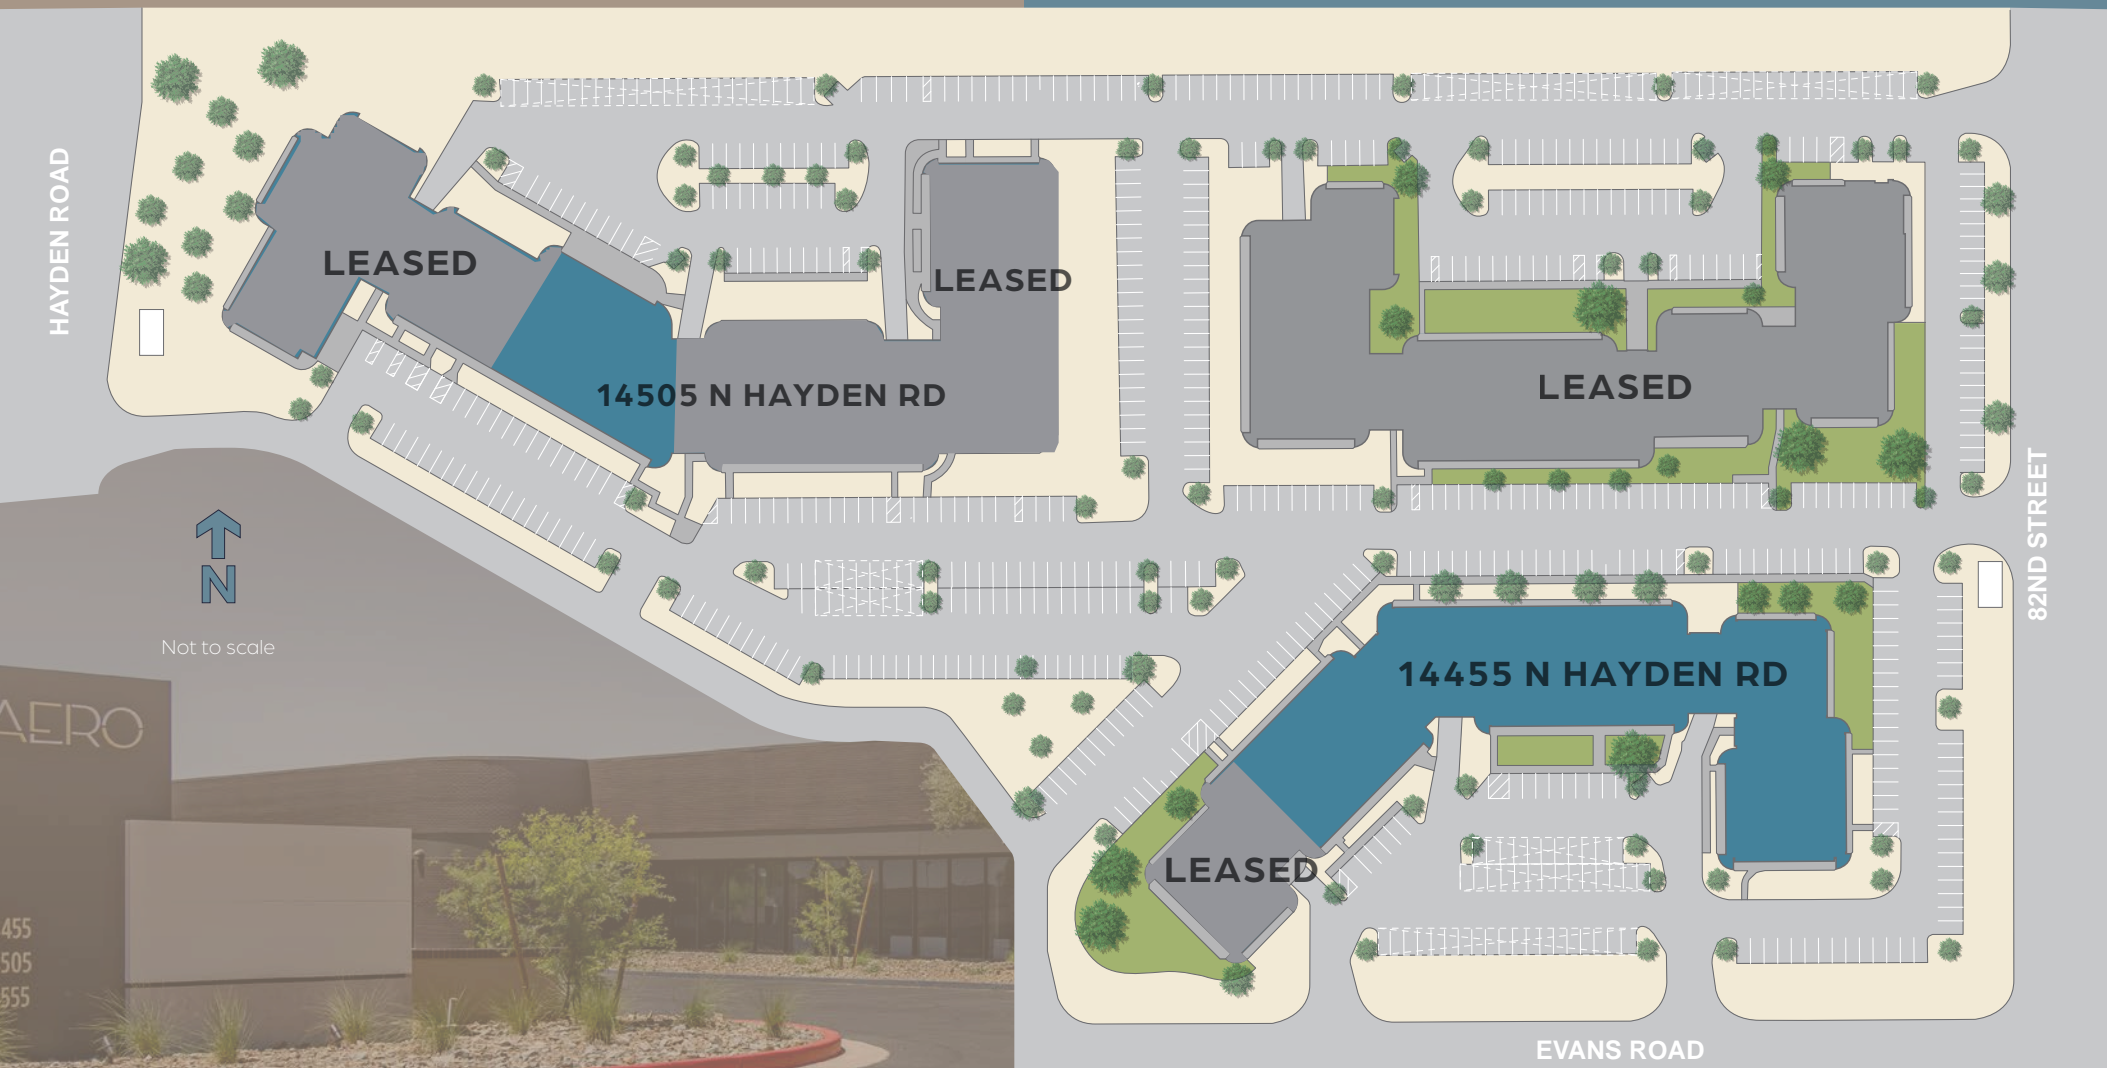 HAYDEN ROAD
LEASED
LEASED
14505 N HAYDEN RD
LEASED
82ND STREET
N
Not to scale
14455 N HAYDEN RD
LEASED
AERO
455
505
555
EVANS ROAD